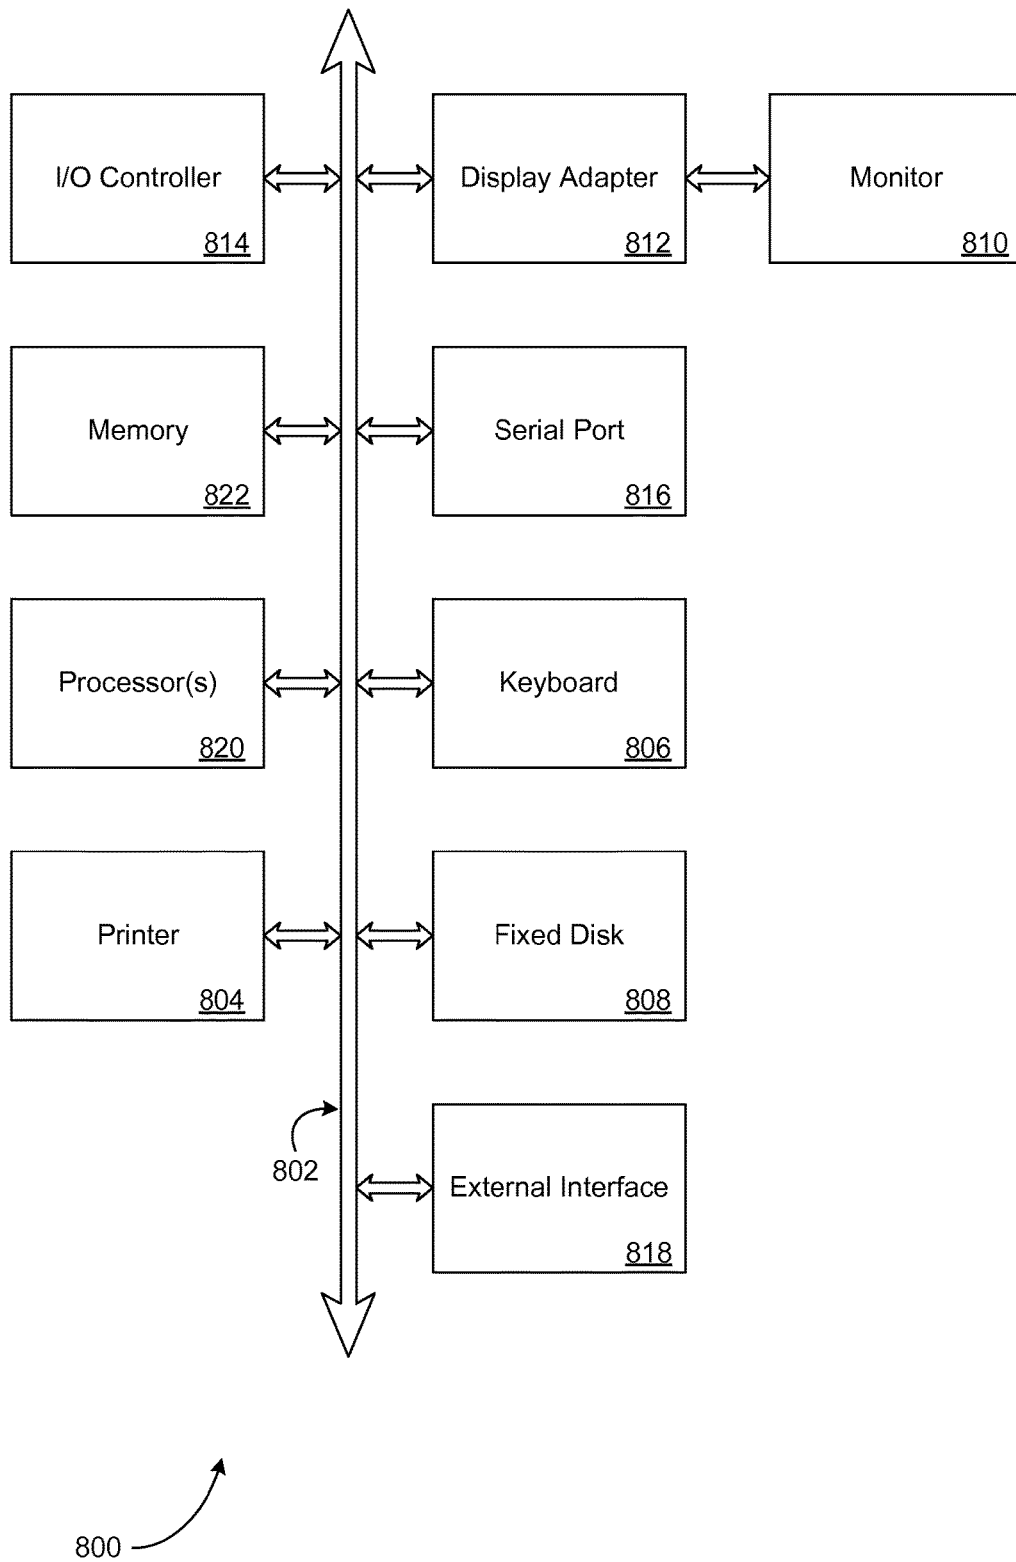 I/O Controller
814
Display Adapter
812
Monitor
810
Memory
822
Serial Port
816
Processor(s)
820
Keyboard
806
Printer
804
Fixed Disk
808
802
External Interface
818
800